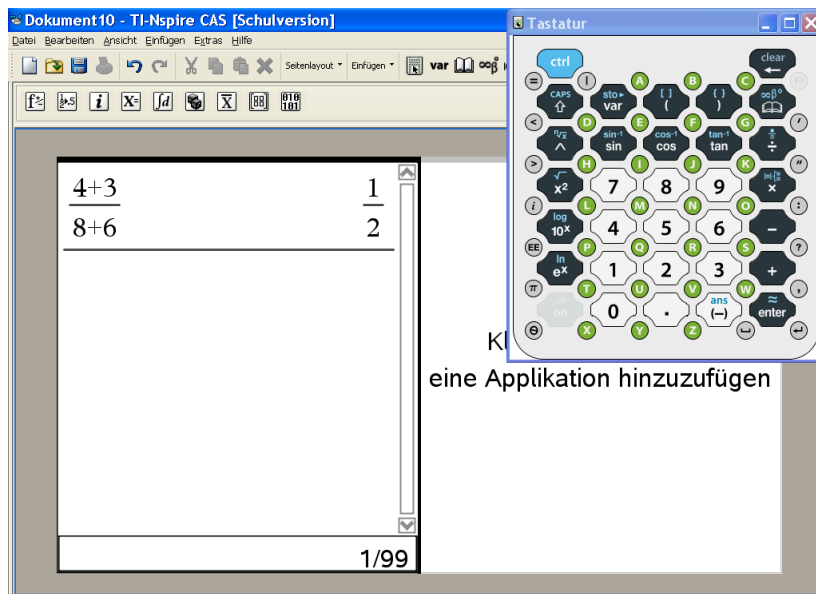 Dokument10 - TI-Nspire CAS [Schulversion]
Datei Bearbeiten Ansicht Einfügen Extras Hilfe
Seitenlayout Einfügen var ∞β°
4+3
8+6
1
2
1/99
eine Applikation hinzuzufügen
Tastatur
ctrl clear
= | A B C
CAPS sto▸ var [ ] ( { } ) ∞β°
< D E F G '
ⁿ√x ^ sin⁻¹ sin cos⁻¹ cos tan⁻¹ tan ÷
> H I J K "
√ x² 7 8 9 ×
i L M N O :
log 10ˣ 4 5 6 −
EE P Q R S ?
ln eˣ 1 2 3 +
π T U V W ,
off on 0 . ans (−) ≈ enter
θ X Y Z